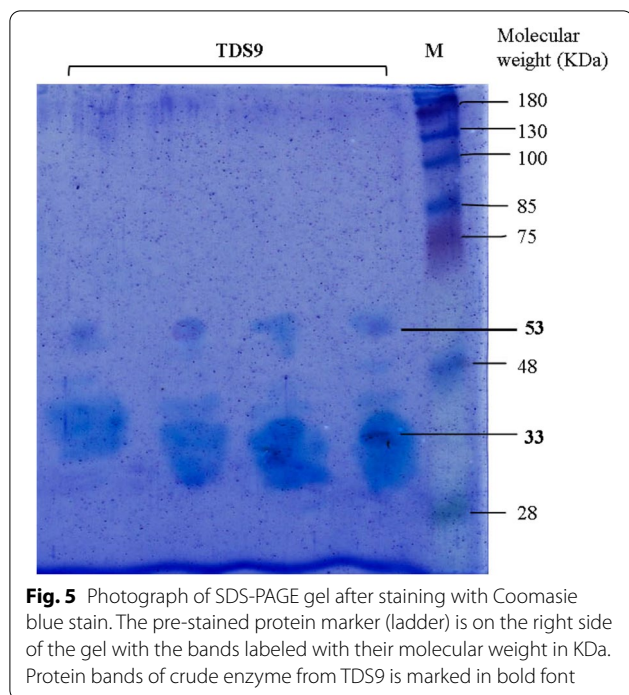 TDS9
M
Molecular
weight (KDa)
180
130
100
85
75
53
48
33
28
Fig. 5 Photograph of SDS-PAGE gel after staining with Coomasie
blue stain. The pre-stained protein marker (ladder) is on the right side
of the gel with the bands labeled with their molecular weight in KDa.
Protein bands of crude enzyme from TDS9 is marked in bold font